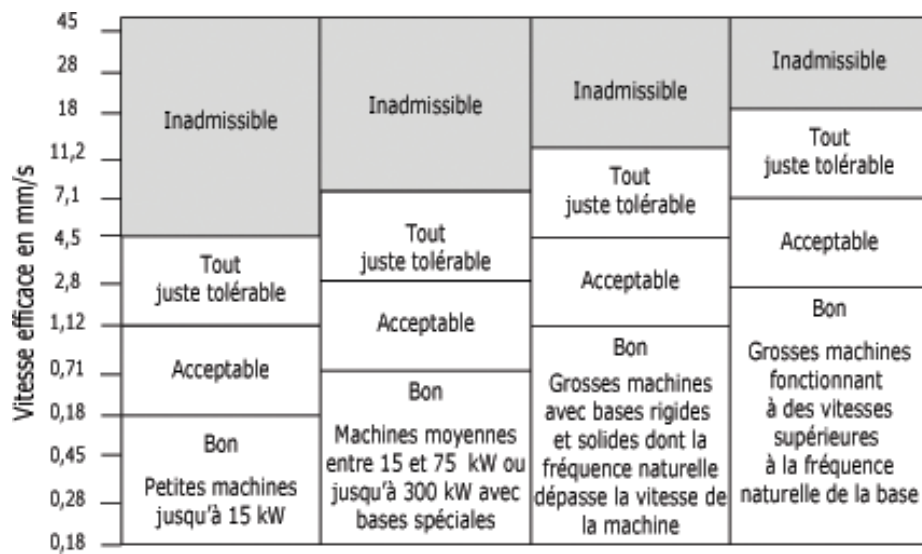 Vitesse efficace en mm/s
45
28
18
11,2
7,1
4,5
2,8
1,12
0,71
0,18
0,45
0,28
0,18
Inadmissible
Tout
juste tolérable
Acceptable
Bon
Petites machines
jusqu'à 15 kW
Inadmissible
Tout
juste tolérable
Acceptable
Bon
Machines moyennes
entre 15 et 75 kW ou
jusqu'à 300 kW avec
bases spéciales
Inadmissible
Tout
juste tolérable
Acceptable
Bon
Grosses machines
avec bases rigides
et solides dont la
fréquence naturelle
dépasse la vitesse de
la machine
Inadmissible
Tout
juste tolérable
Acceptable
Bon
Grosses machines
fonctionnant
à des vitesses
supérieures
à la fréquence
naturelle de la base